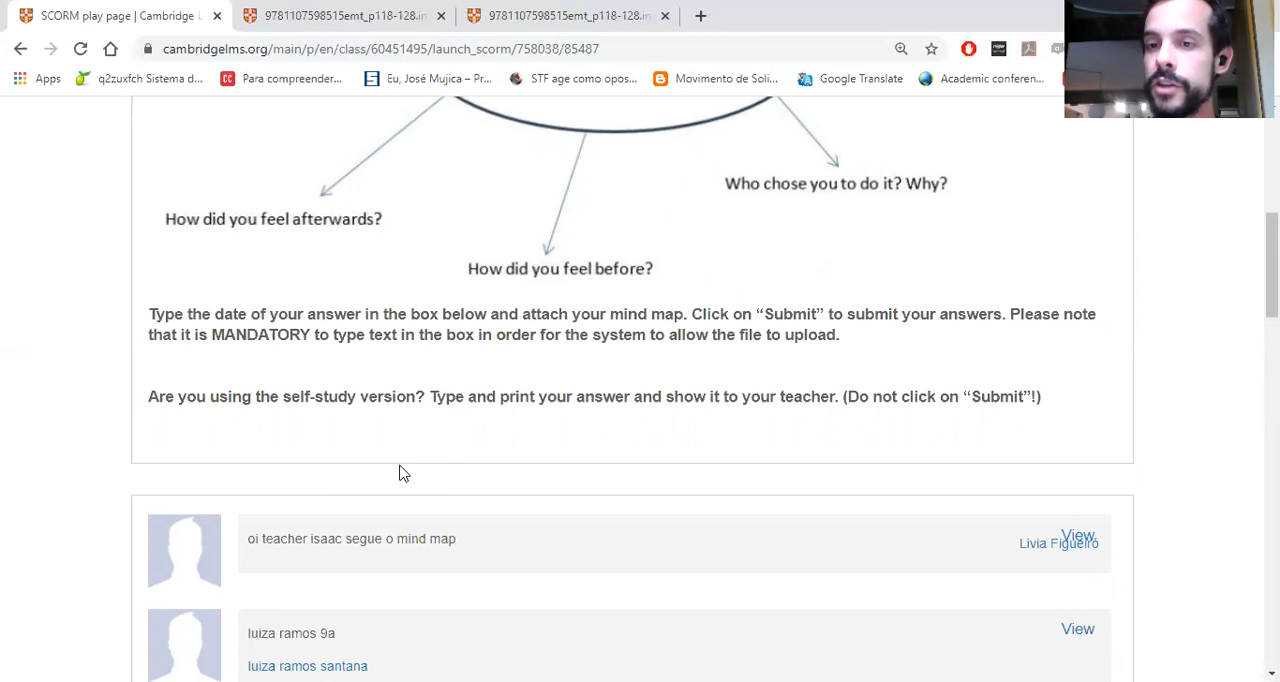 SCORM play page | Cambridge L
9781107598515emt_p118-128.in
9781107598515emt_p118-128.in
cambridgelms.org/main/p/en/class/60451495/launch_scorm/758038/85487
Apps
q2zuxfch Sistema d...
Para compreender...
Eu, José Mujica – Pr...
STF age como opos...
Movimento de Soli...
Google Translate
Academic conferen...
Who chose you to do it? Why?
How did you feel afterwards?
How did you feel before?
Type the date of your answer in the box below and attach your mind map. Click on “Submit” to submit your answers. Please note
that it is MANDATORY to type text in the box in order for the system to allow the file to upload.
Are you using the self-study version? Type and print your answer and show it to your teacher. (Do not click on “Submit”!)
oi teacher isaac segue o mind map
View
Livia Figueiró
luiza ramos 9a
View
luiza ramos santana